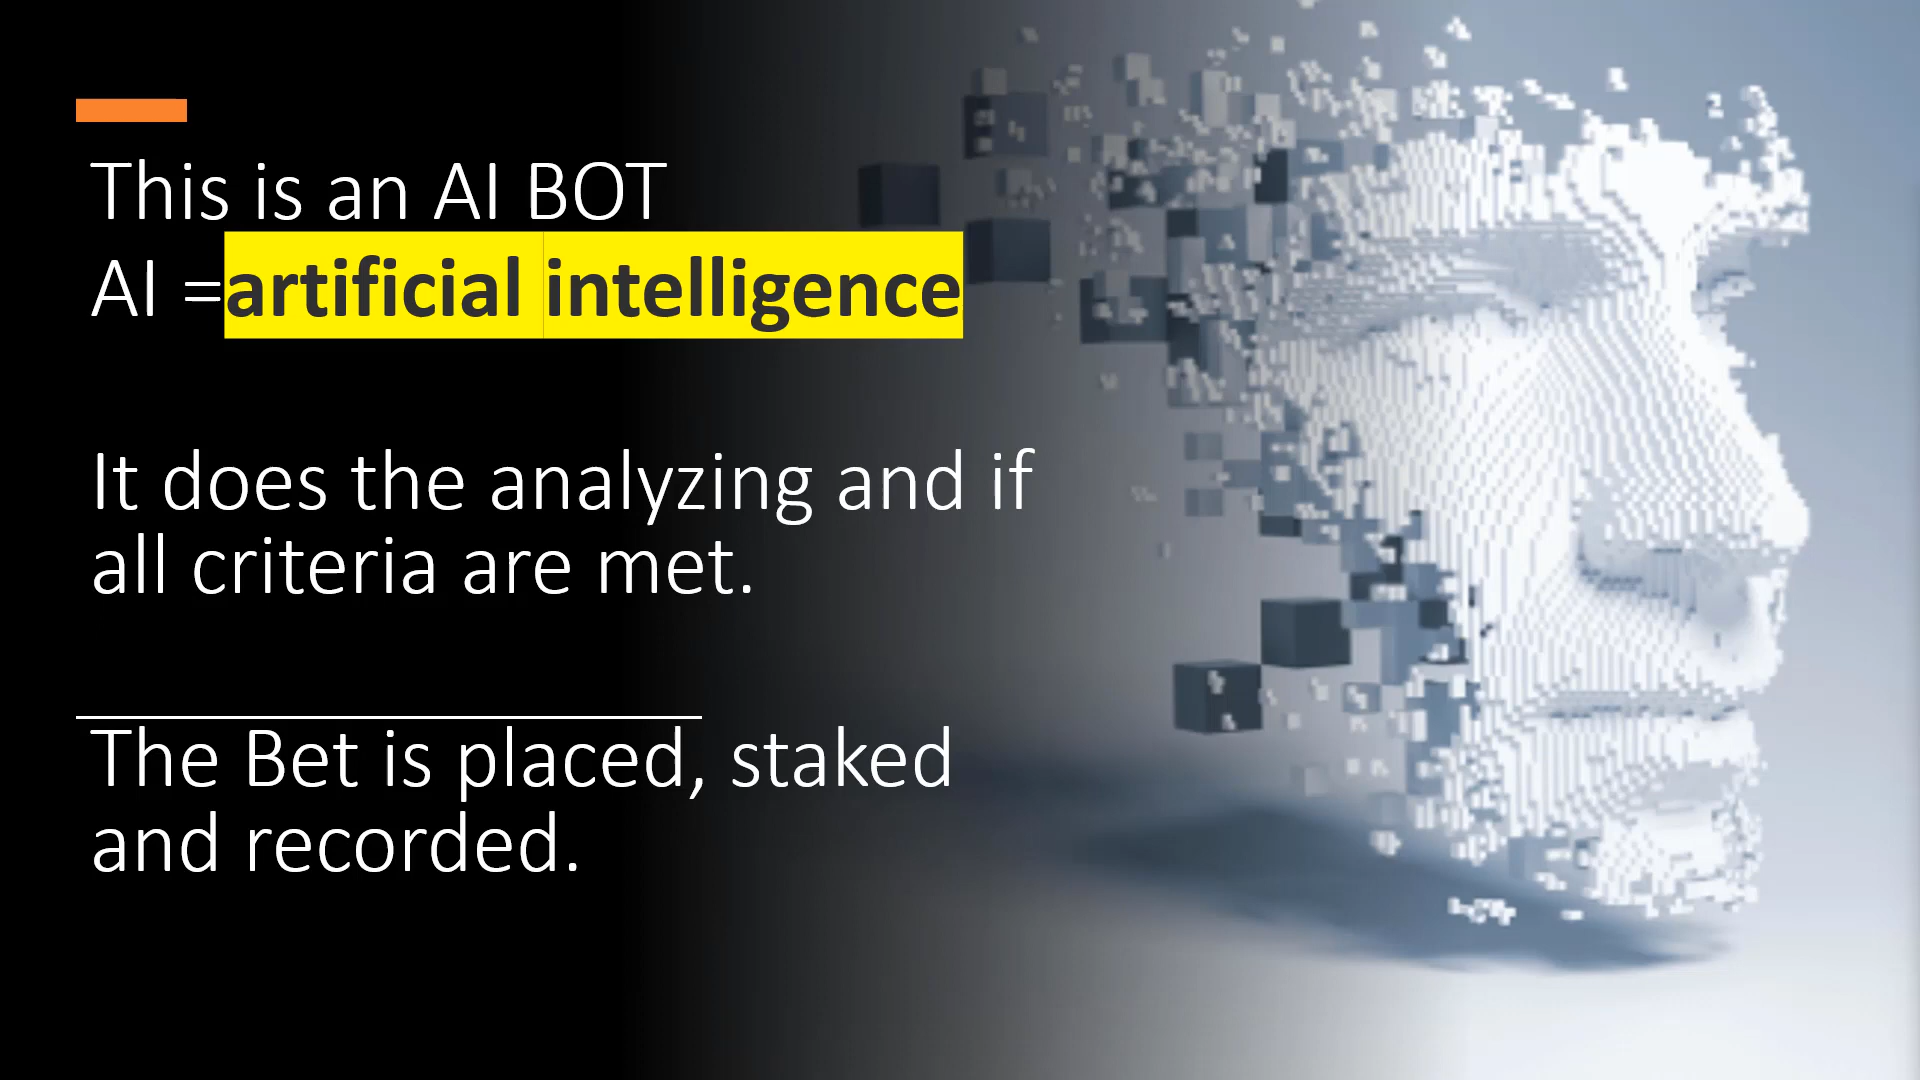 This is an AI BOT
AI =artificial intelligence
It does the analyzing and if
all criteria are met.
The Bet is placed, staked
and recorded.